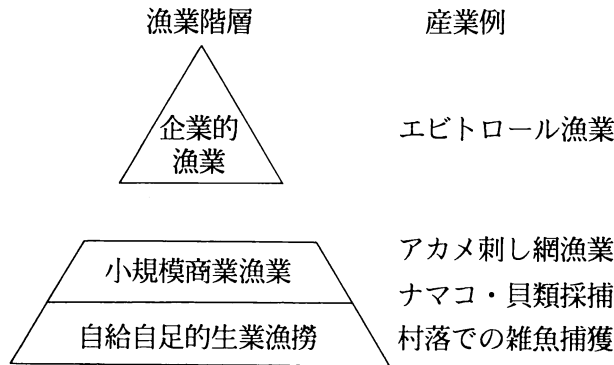 漁業階層 産業例
企業的
漁業
エビトロール漁業
小規模商業漁業
アカメ刺し網漁業
ナマコ・貝類採捕
自給自足的生業漁撈
村落での雑魚捕獲